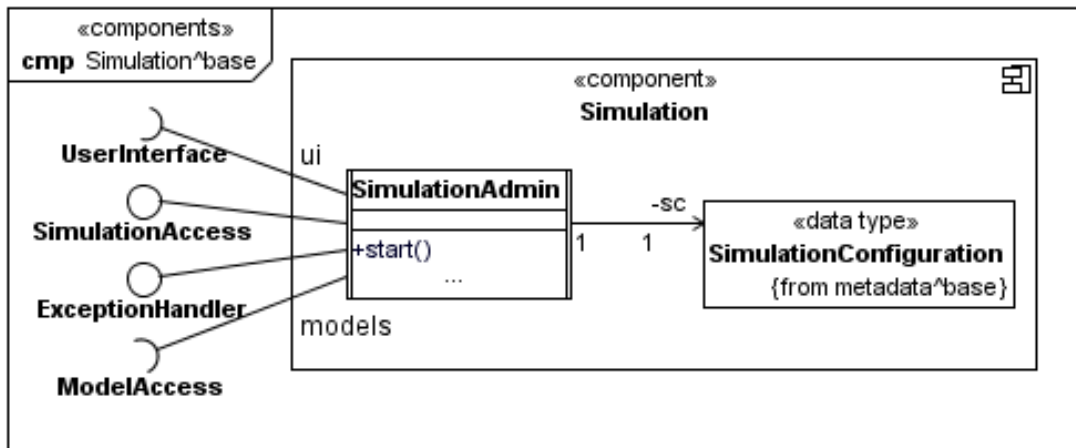 «components»
cmp Simulation^base
«component»
Simulation
UserInterface
ui
SimulationAccess
ExceptionHandler
models
ModelAccess
SimulationAdmin
+start()
...
-sc
1
1
«data type»
SimulationConfiguration
{from metadata^base}